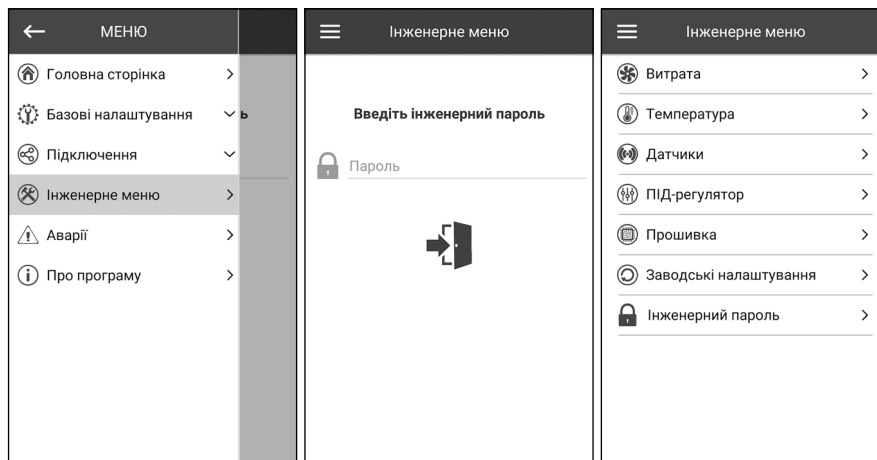 МЕНЮ
Головна сторінка
Базові налаштування
ь
Підключення
Інженерне меню
Аварії
Про програму
Інженерне меню
Введіть інженерний пароль
Пароль
Інженерне меню
Витрата
Температура
Датчики
ПІД-регулятор
Прошивка
Заводські налаштування
Інженерний пароль